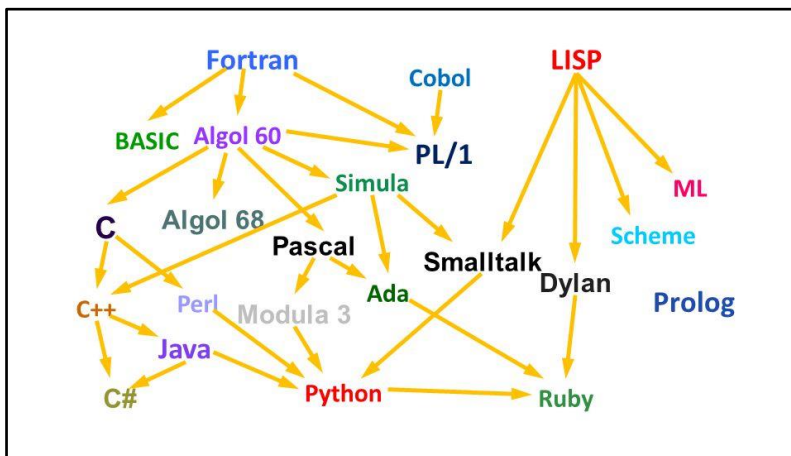 Fortran
LISP
Cobol
BASIC
Algol 60
PL/1
Simula
ML
C
Algol 68
Pascal
Scheme
Smalltalk
Dylan
C++
Perl
Modula 3
Ada
Prolog
Java
C#
Python
Ruby